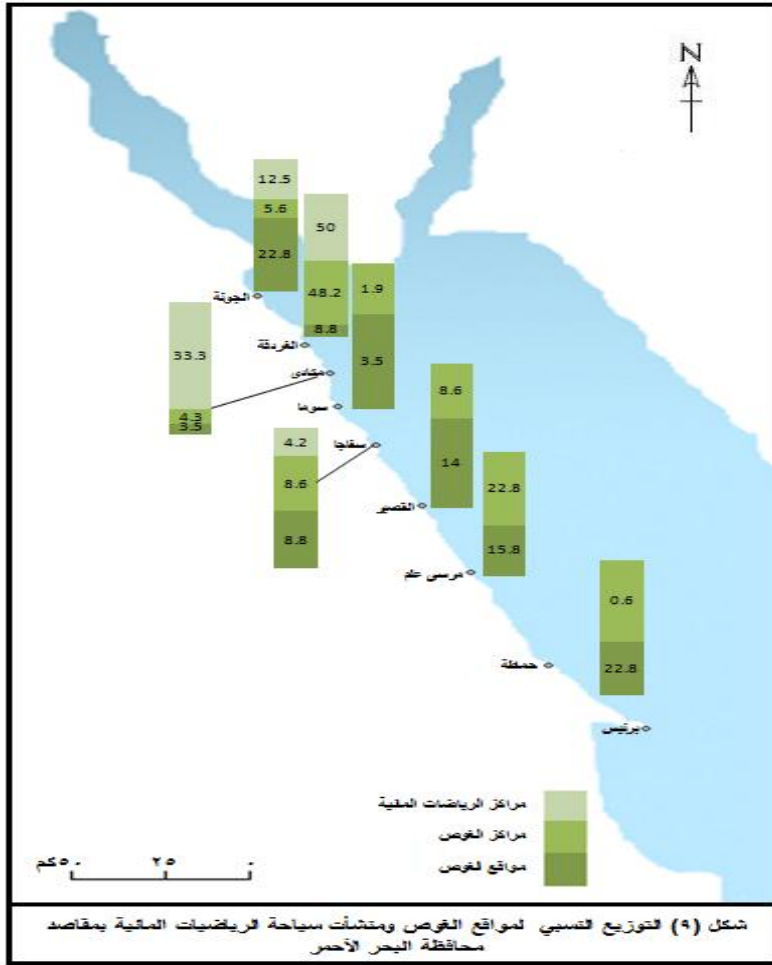 N
12.5
5.6
22.8
50
48.2
8.8
1.9
3.5
الجونة
الغردقة
33.3
4.3
3.5
مكادى
سوما
8.6
14
4.2
8.6
8.8
سفاجا
22.8
15.8
القصير
مرسى علم
0.6
22.8
حماطة
برنيس
مراكز الرياضات المائية
مراكز الغوص
مواقع لغوص
٥٠كم ٢٥ ٠
شكل (٩) التوزيع النسبي لمواقع الغوص ومنشأت سياحة الرياضيات المائية بمقاصد
محافظة البحر الأحمر